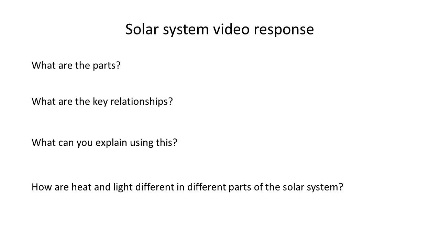 Solar system video response
What are the parts?
What are the key relationships?
What can you explain using this?
How are heat and light different in different parts of the solar system?